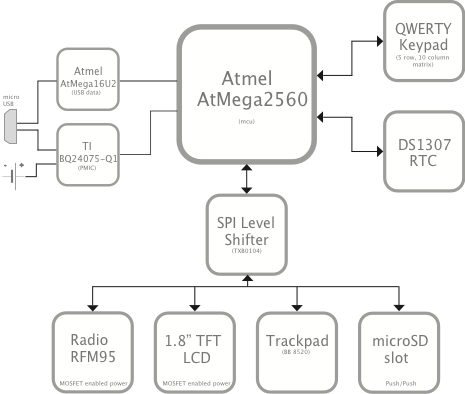 QWERTY
Keypad
(5 row, 10 column
matrix)
Atmel
AtMega16U2
(USB data)
Atmel
AtMega2560
(mcu)
micro
USB
TI
BQ24075-Q1
(PMIC)
- +
DS1307
RTC
SPI Level
Shifter
(TXB0104)
Radio
RFM95
MOSFET enabled power
1.8” TFT
LCD
MOSFET enabled power
Trackpad
(BB 8520)
microSD
slot
Push/Push